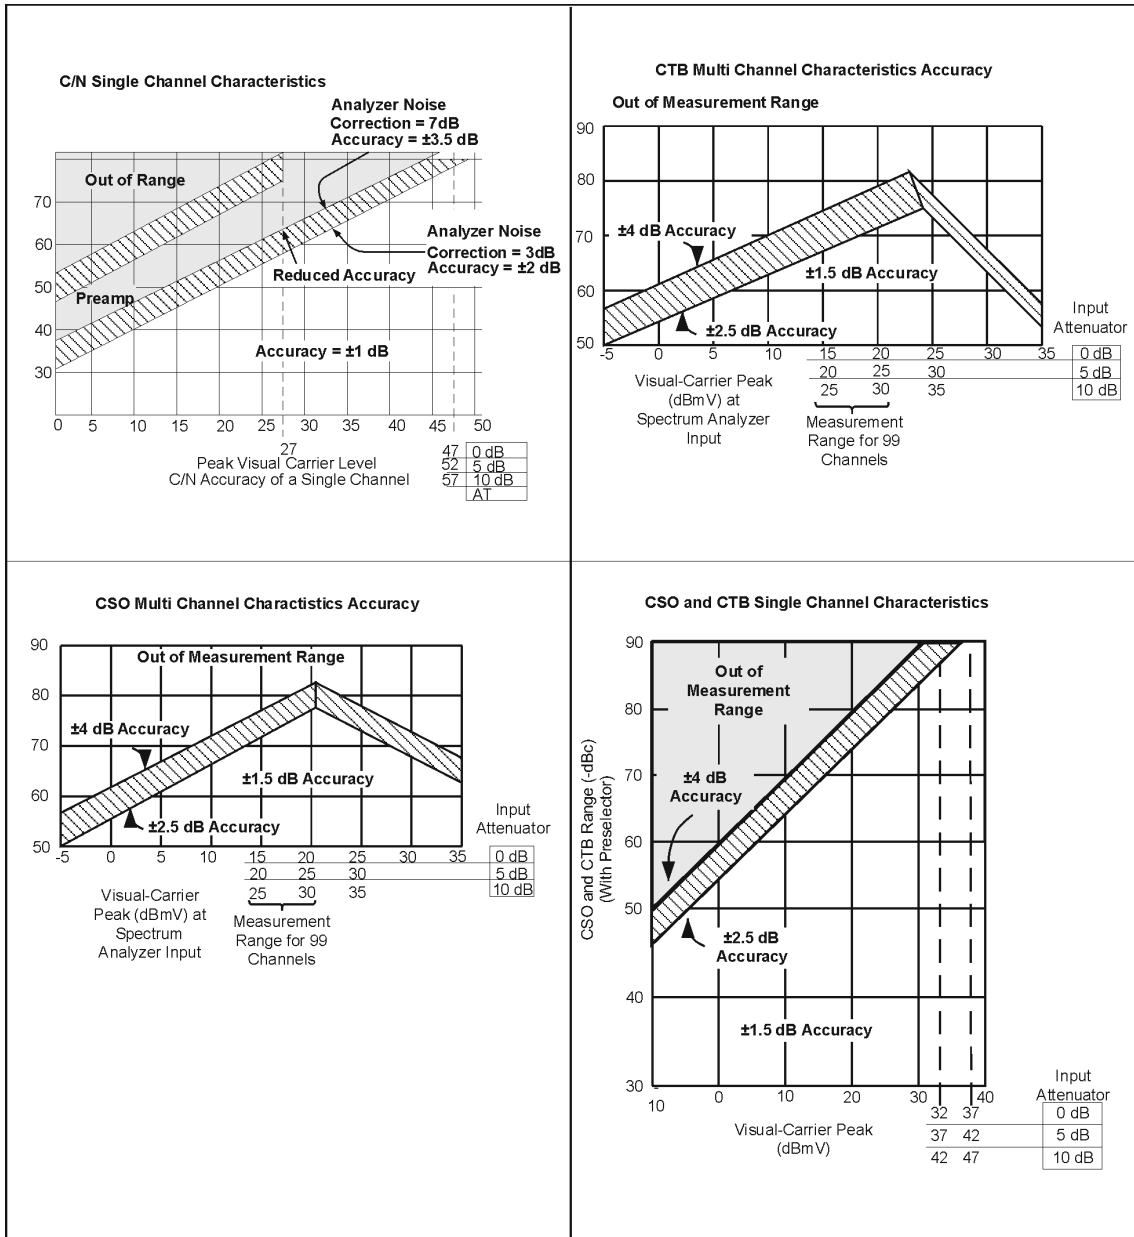 C/N Single Channel Characteristics
Analyzer Noise
Correction = 7dB
Accuracy = ±3.5 dB
Out of Range
70
60
50
40
30
Analyzer Noise
Correction = 3dB
Accuracy = ±2 dB
Reduced Accuracy
Preamp
Accuracy = ±1 dB
0 5 10 15 20 25 30 35 40 45 50
27
Peak Visual Carrier Level
C/N Accuracy of a Single Channel
47 0 dB
52 5 dB
57 10 dB
AT
CTB Multi Channel Characteristics Accuracy
Out of Measurement Range
90
80
70
60
50
±4 dB Accuracy
±1.5 dB Accuracy
±2.5 dB Accuracy
Input
Attenuator
-5 0 5 10 15 20 25 30 35 0 dB
20 25 30 5 dB
25 30 35 10 dB
Visual-Carrier Peak
(dBmV) at
Spectrum Analyzer
Input
Measurement
Range for 99
Channels
CSO Multi Channel Charactistics Accuracy
90
80
70
60
50
Out of Measurement Range
±4 dB Accuracy
±1.5 dB Accuracy
±2.5 dB Accuracy
Input
Attenuator
-5 0 5 10 15 20 25 30 35 0 dB
20 25 30 5 dB
25 30 35 10 dB
Visual-Carrier
Peak (dBmV) at
Spectrum
Analyzer Input
Measurement
Range for 99
Channels
CSO and CTB Single Channel Characteristics
CSO and CTB Range (-dBc)
(With Preselector)
90
80
70
60
50
40
30
Out of
Measurement
Range
±4 dB
Accuracy
±2.5 dB
Accuracy
±1.5 dB Accuracy
10 0 10 20 30 40
Input
Attenuator
32 37 0 dB
37 42 5 dB
42 47 10 dB
Visual-Carrier Peak
(dBmV)